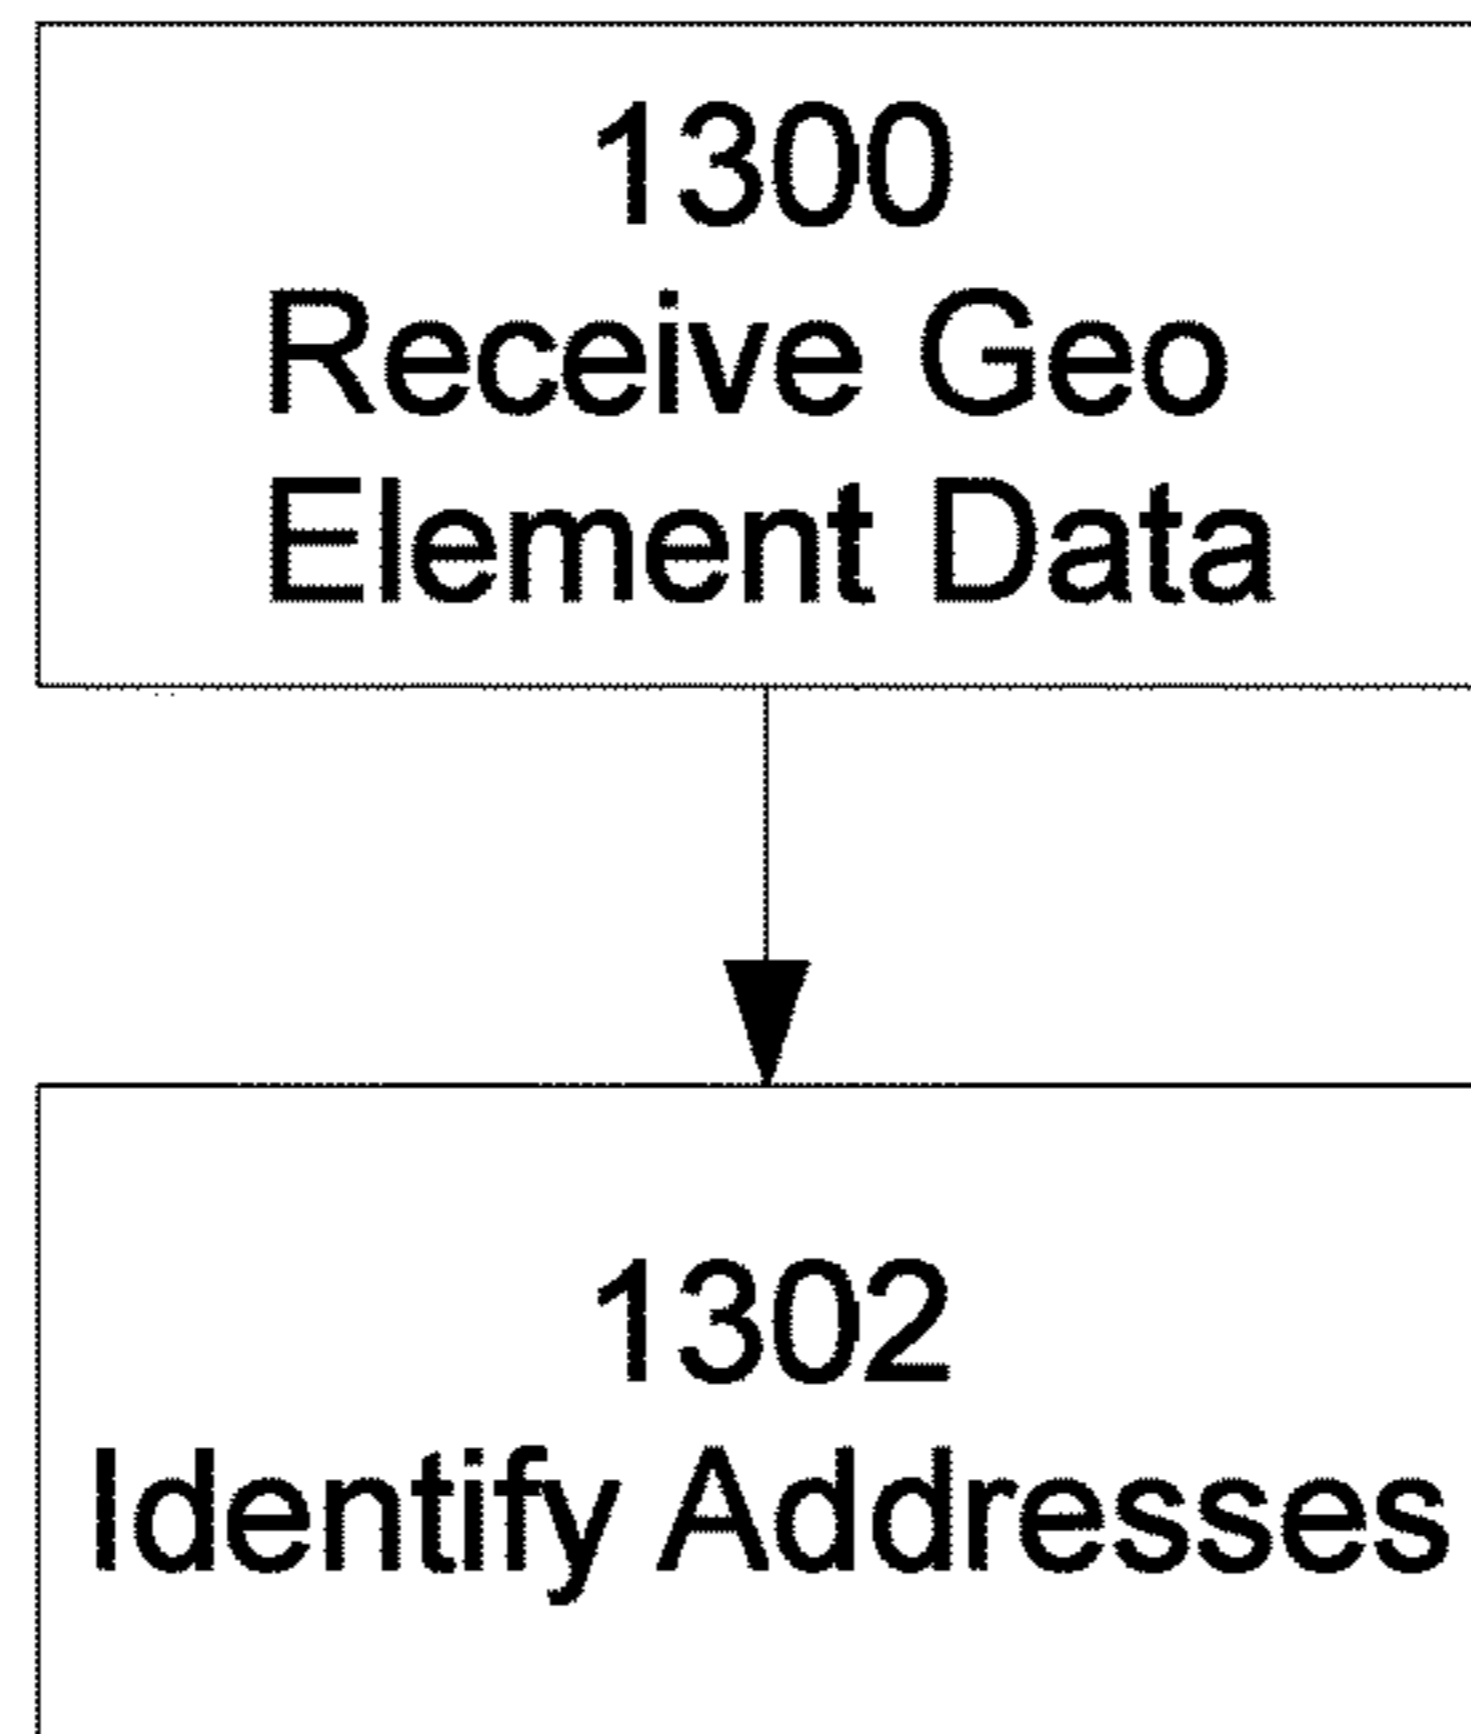 1300
Receive Geo
Element Data
1302
Identify Addresses